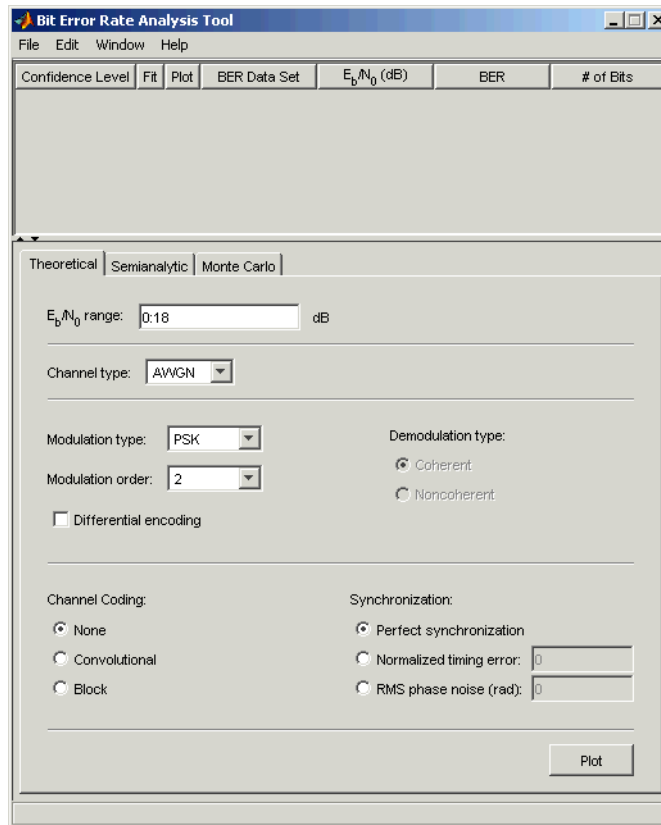 Bit Error Rate Analysis Tool
File Edit Window Help
Confidence Level Fit Plot BER Data Set Eb/N0 (dB) BER # of Bits
Theoretical Semianalytic Monte Carlo
Eb/N0 range: 0:18 dB
Channel type: AWGN
Modulation type: PSK
Demodulation type:
Coherent
Modulation order: 2
Noncoherent
Differential encoding
Channel Coding: Synchronization:
None Perfect synchronization
Convolutional Normalized timing error: 0
Block RMS phase noise (rad): 0
Plot